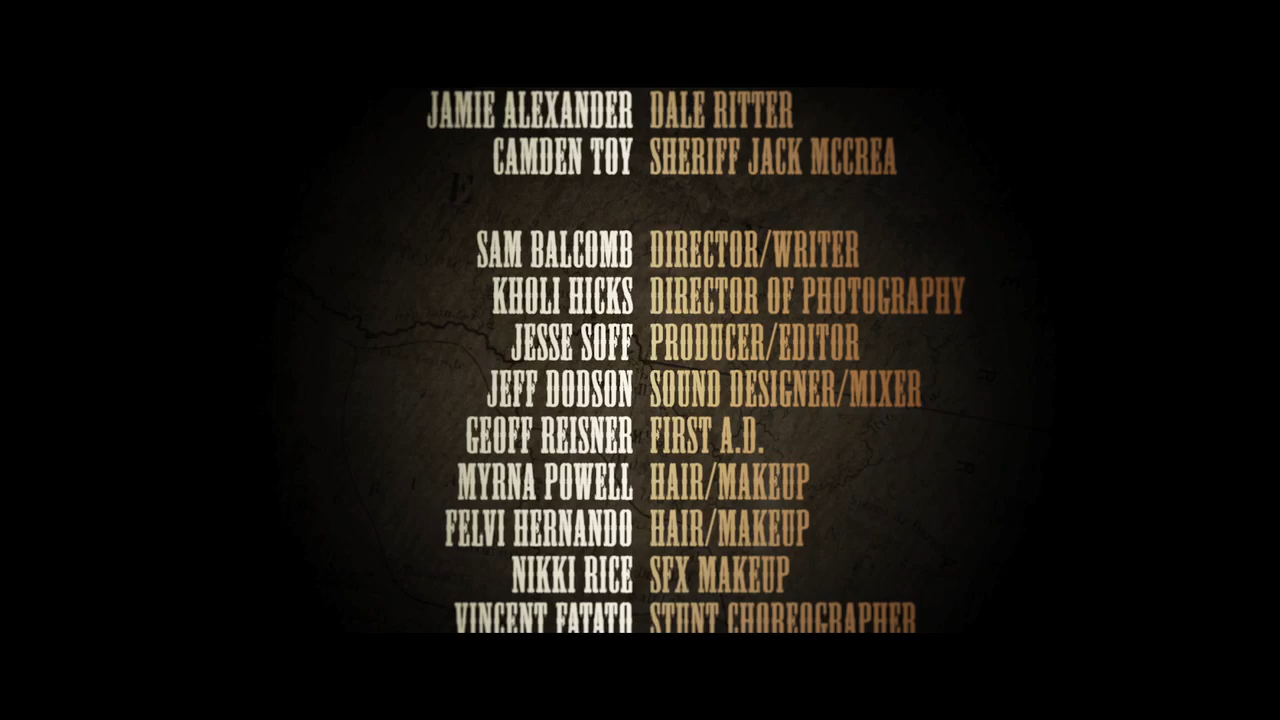 JAMIE ALEXANDER DALE RITTER
CAMDEN TOY SHERIFF JACK MCCREA
SAM BALCOMB DIRECTOR/WRITER
KHOLI HICKS DIRECTOR OF PHOTOGRAPHY
JESSE SOFF PRODUCER/EDITOR
JEFF DODSON SOUND DESIGNER/MIXER
GEOFF REISNER FIRST A.D.
MYRNA POWELL HAIR/MAKEUP
FELVI HERNANDO HAIR/MAKEUP
NIKKI RICE SFX MAKEUP
VINCENT FATATO STUNT CHOREOGRAPHER